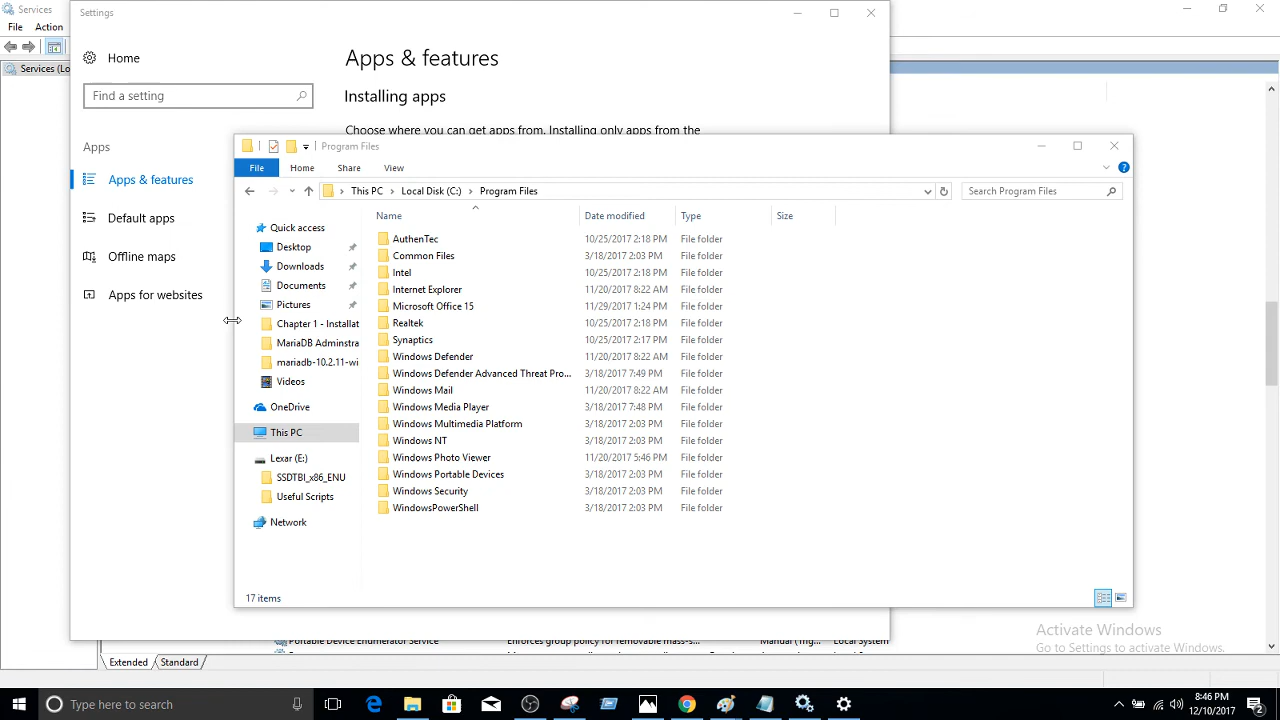 Services
File Action
Services (Lo
Settings
Home
Find a setting
Apps
Apps & features
Default apps
Offline maps
Apps for websites
Apps & features
Installing apps
Choose where you can get apps from. Installing only apps from the
Program Files
File Home Share View
This PC Local Disk (C:) Program Files
Search Program Files
Quick access
Desktop
Downloads
Documents
Pictures
Chapter 1 - Installat
MariaDB Adminstra
mariadb-10.2.11-wi
Videos
OneDrive
This PC
Lexar (E:)
SSDTBI_x86_ENU
Useful Scripts
Network
Name Date modified Type Size
AuthenTec 10/25/2017 2:18 PM File folder
Common Files 3/18/2017 2:03 PM File folder
Intel 10/25/2017 2:18 PM File folder
Internet Explorer 11/20/2017 8:22 AM File folder
Microsoft Office 15 11/29/2017 1:24 PM File folder
Realtek 10/25/2017 2:18 PM File folder
Synaptics 10/25/2017 2:17 PM File folder
Windows Defender 11/20/2017 8:22 AM File folder
Windows Defender Advanced Threat Pro... 3/18/2017 7:49 PM File folder
Windows Mail 11/20/2017 8:22 AM File folder
Windows Media Player 3/18/2017 7:48 PM File folder
Windows Multimedia Platform 3/18/2017 2:03 PM File folder
Windows NT 3/18/2017 2:03 PM File folder
Windows Photo Viewer 11/20/2017 5:46 PM File folder
Windows Portable Devices 3/18/2017 2:03 PM File folder
Windows Security 3/18/2017 2:03 PM File folder
WindowsPowerShell 3/18/2017 2:03 PM File folder
17 items
Portable Device Enumerator Service Enforces group policy for removable mass-s... Manual (Trig... Local System
Activate Windows
Go to Settings to activate Windows.
Extended Standard
Type here to search
8:46 PM
12/10/2017